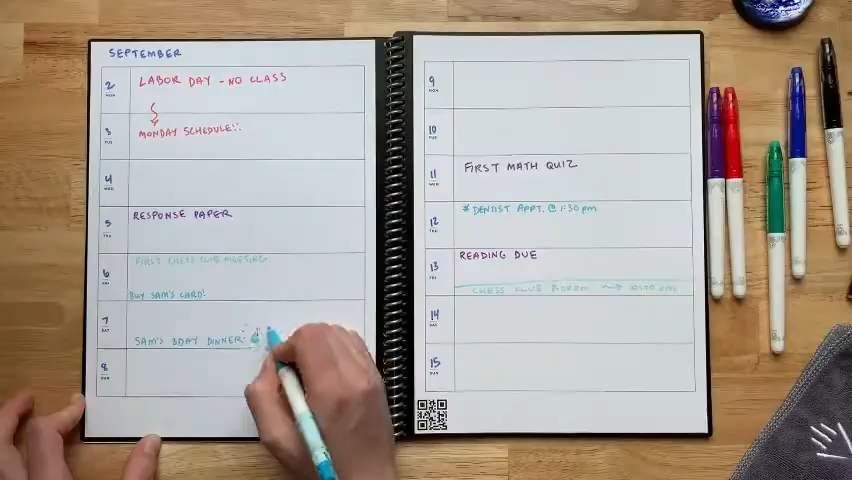 SEPTEMBER
2 LABOR DAY - NO CLASS
MON
3 MONDAY SCHEDULE!!
TUE
4
WED
5 RESPONSE PAPER
THU
6 FIRST CHESS CLUB MEETING
FRI
BUY SAM'S CARD!
7
SAT
SAM'S BDAY DINNER
8
SUN
9
MON
10
TUE
11 FIRST MATH QUIZ
WED
12 * DENTIST APPT. @ 1:30 pm
THU
13 READING DUE
FRI
CHESS CLUB
14
SAT
15
SUN